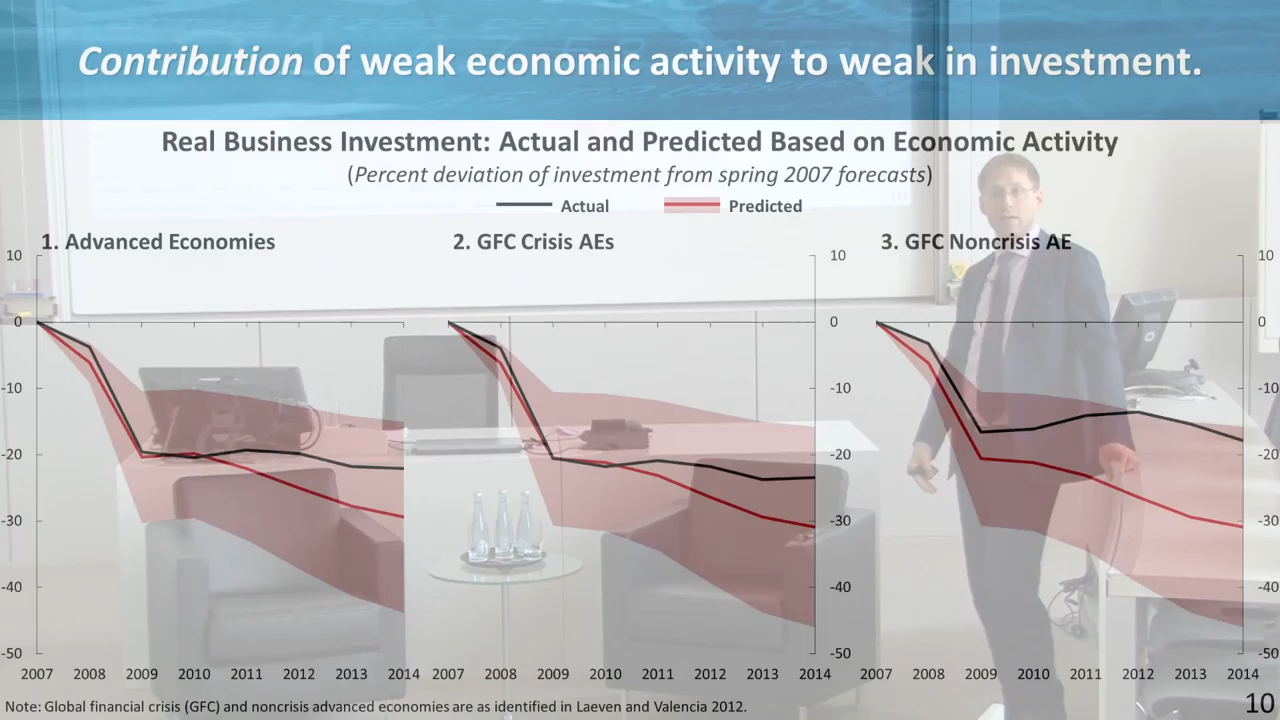 Contribution of weak economic activity to weak in investment.
Real Business Investment: Actual and Predicted Based on Economic Activity
(Percent deviation of investment from spring 2007 forecasts)
Actual Predicted
1. Advanced Economies
2. GFC Crisis AEs
3. GFC Noncrisis AE
10 10 10
0 0 0
-10 -10 -10
-20 -20 -20
-30 -30 -30
-40 -40 -40
-50 -50 -50
2007 2008 2009 2010 2011 2012 2013 2014
2007 2008 2009 2010 2011 2012 2013 2014
2007 2008 2009 2010 2011 2012 2013 2014
Note: Global financial crisis (GFC) and noncrisis advanced economies are as identified in Laeven and Valencia 2012.
10